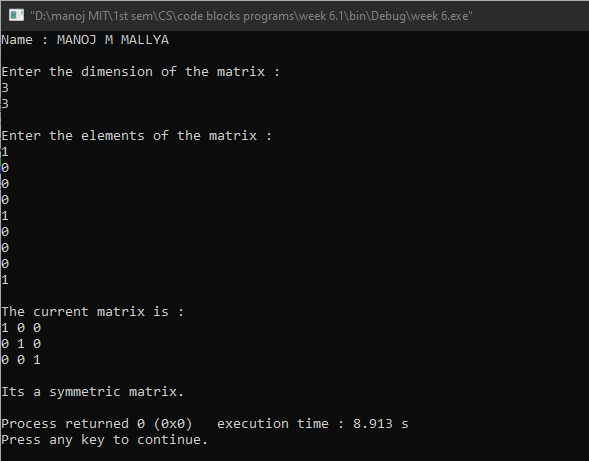 "D:\manoj MIT\1st sem\CS\code blocks programs\week 6.1\bin\Debug\week 6.exe"
Name : MANOJ M MALLYA
Enter the dimension of the matrix :
3
3
Enter the elements of the matrix :
1
0
0
0
1
0
0
0
1
The current matrix is :
1 0 0
0 1 0
0 0 1
Its a symmetric matrix.
Process returned 0 (0x0)   execution time : 8.913 s
Press any key to continue.